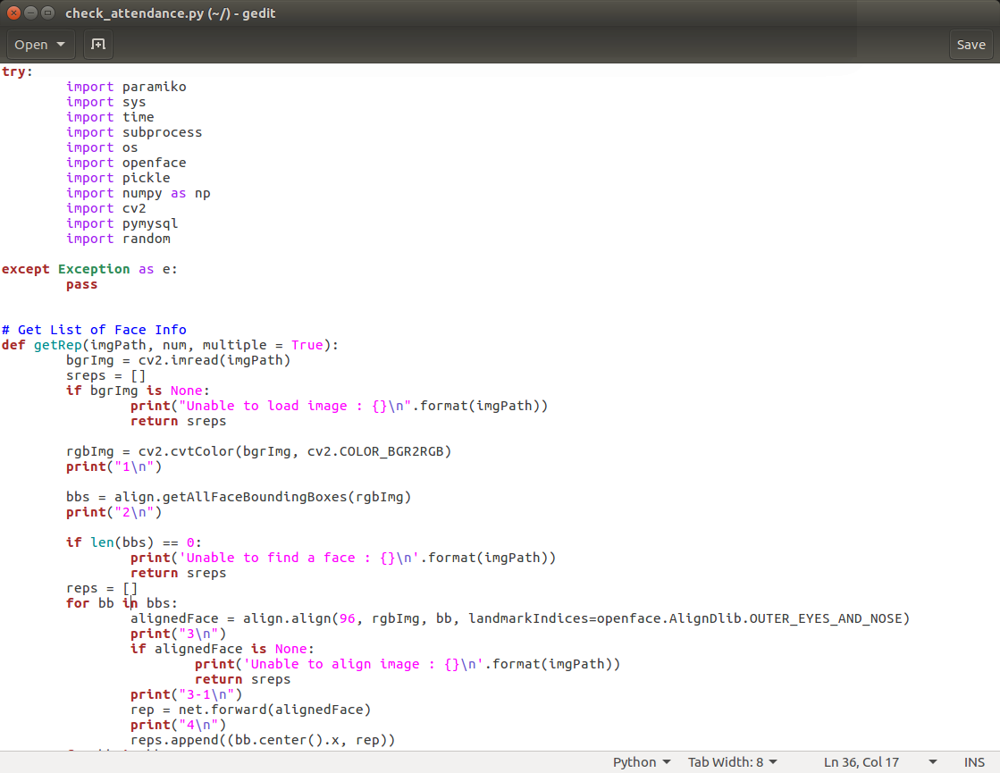 check_attendance.py (~/) - gedit
Open
Save
try:
        import paramiko
        import sys
        import time
        import subprocess
        import os
        import openface
        import pickle
        import numpy as np
        import cv2
        import pymysql
        import random
except Exception as e:
        pass
# Get List of Face Info
def getRep(imgPath, num, multiple = True):
        bgrImg = cv2.imread(imgPath)
        sreps = []
        if bgrImg is None:
                print("Unable to load image : {}\n".format(imgPath))
                return sreps
        rgbImg = cv2.cvtColor(bgrImg, cv2.COLOR_BGR2RGB)
        print("1\n")
        bbs = align.getAllFaceBoundingBoxes(rgbImg)
        print("2\n")
        if len(bbs) == 0:
                print('Unable to find a face : {}\n'.format(imgPath))
                return sreps
        reps = []
        for bb in bbs:
                alignedFace = align.align(96, rgbImg, bb, landmarkIndices=openface.AlignDlib.OUTER_EYES_AND_NOSE)
                print("3\n")
                if alignedFace is None:
                        print('Unable to align image : {}\n'.format(imgPath))
                        return sreps
                print("3-1\n")
                rep = net.forward(alignedFace)
                print("4\n")
                reps.append((bb.center().x, rep))
Python Tab Width: 8 Ln 36, Col 17 INS